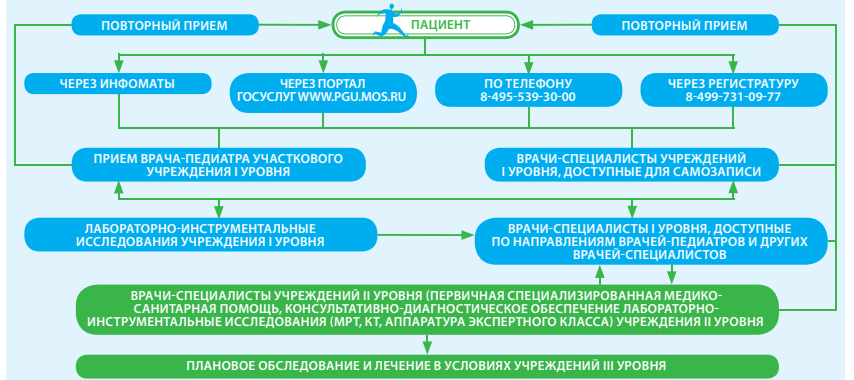 ПОВТОРНЫЙ ПРИЕМ
ПАЦИЕНТ
ПОВТОРНЫЙ ПРИЕМ
ЧЕРЕЗ ИНФОМАТЫ
ЧЕРЕЗ ПОРТАЛ
ГОСУСЛУГ WWW.PGU.MOS.RU
ПО ТЕЛЕФОНУ
8-495-539-30-00
ЧЕРЕЗ РЕГИСТРАТУРУ
8-499-731-09-77
ПРИЕМ ВРАЧА-ПЕДИАТРА УЧАСТКОВОГО
УЧРЕЖДЕНИЯ I УРОВНЯ
ВРАЧИ-СПЕЦИАЛИСТЫ УЧРЕЖДЕНИЙ
I УРОВНЯ, ДОСТУПНЫЕ ДЛЯ САМОЗАПИСИ
ЛАБОРАТОРНО-ИНСТРУМЕНТАЛЬНЫЕ
ИССЛЕДОВАНИЯ УЧРЕЖДЕНИЯ I УРОВНЯ
ВРАЧИ-СПЕЦИАЛИСТЫ I УРОВНЯ, ДОСТУПНЫЕ
ПО НАПРАВЛЕНИЯМ ВРАЧЕЙ-ПЕДИАТРОВ И ДРУГИХ
ВРАЧЕЙ-СПЕЦИАЛИСТОВ
ВРАЧИ-СПЕЦИАЛИСТЫ УЧРЕЖДЕНИЙ II УРОВНЯ (ПЕРВИЧНАЯ СПЕЦИАЛИЗИРОВАННАЯ МЕДИКО-
САНИТАРНАЯ ПОМОЩЬ, КОНСУЛЬТАТИВНО-ДИАГНОСТИЧЕСКОЕ ОБЕСПЕЧЕНИЕ ЛАБОРАТОРНО-
ИНСТРУМЕНТАЛЬНЫЕ ИССЛЕДОВАНИЯ (МРТ, КТ, АППАРАТУРА ЭКСПЕРТНОГО КЛАССА) УЧРЕЖДЕНИЯ II УРОВНЯ
ПЛАНОВОЕ ОБСЛЕДОВАНИЕ И ЛЕЧЕНИЕ В УСЛОВИЯХ УЧРЕЖДЕНИЙ III УРОВНЯ